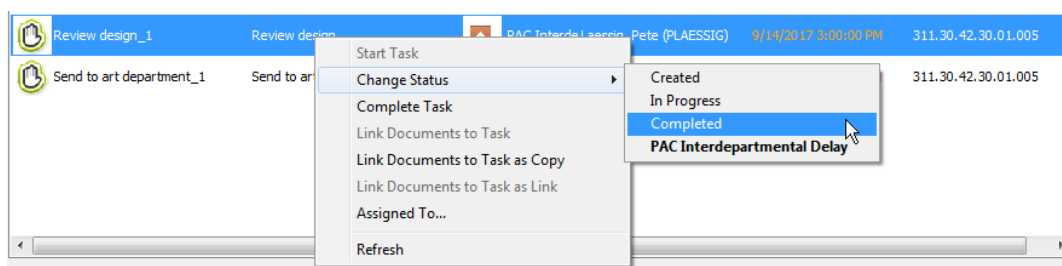 Review design_1 Review design PAC Interde Laessig, Pete (PLAESSIG) 9/14/2017 3:00:00 PM 311.30.42.30.01.005
Send to art department_1 Send to ar 311.30.42.30.01.005
Start Task
Change Status
Complete Task
Link Documents to Task
Link Documents to Task as Copy
Link Documents to Task as Link
Assigned To...
Refresh
Created
In Progress
Completed
PAC Interdepartmental Delay